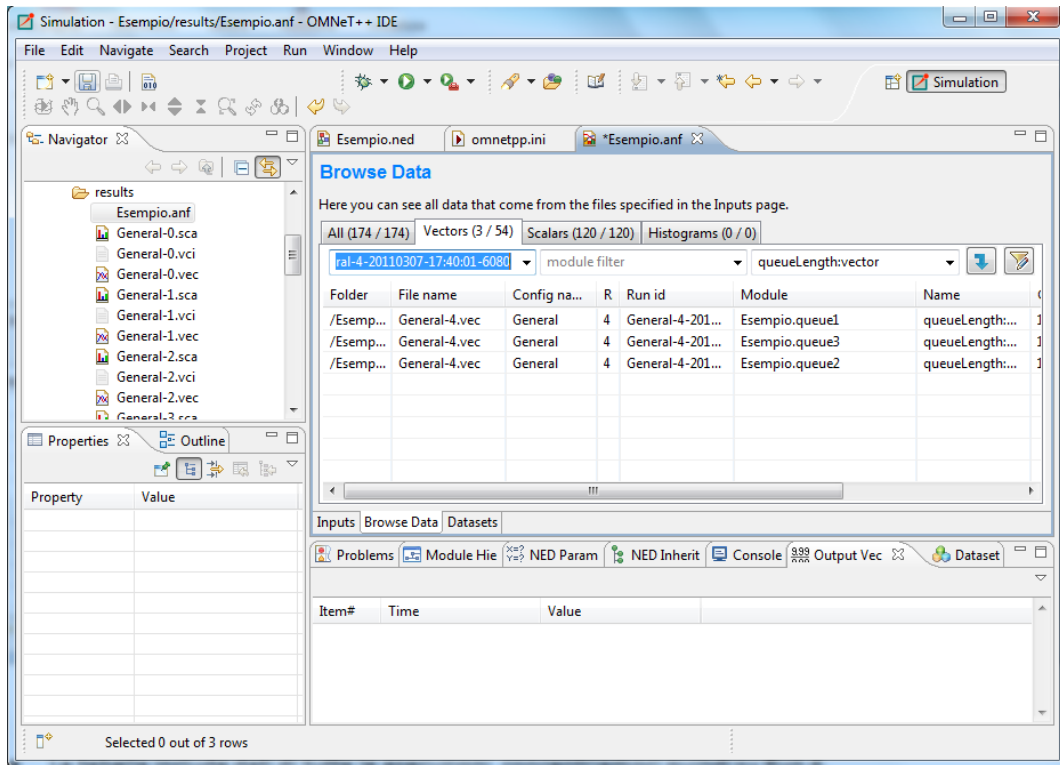 Simulation - Esempio/results/Esempio.anf - OMNeT++ IDE
File Edit Navigate Search Project Run Window Help
Simulation
Navigator
results
Esempio.anf
General-0.sca
General-0.vci
General-0.vec
General-1.sca
General-1.vci
General-1.vec
General-2.sca
General-2.vci
General-2.vec
General-3.sca
Properties Outline
Property Value
Esempio.ned omnetpp.ini *Esempio.anf
Browse Data
Here you can see all data that come from the files specified in the Inputs page.
All (174 / 174) Vectors (3 / 54) Scalars (120 / 120) Histograms (0 / 0)
ral-4-20110307-17:40:01-6080 module filter queueLength:vector
Folder File name Config na... R Run id Module Name
/Esemp... General-4.vec General 4 General-4-201... Esempio.queue1 queueLength:... 1
/Esemp... General-4.vec General 4 General-4-201... Esempio.queue3 queueLength:... 1
/Esemp... General-4.vec General 4 General-4-201... Esempio.queue2 queueLength:... 1
Inputs Browse Data Datasets
Problems Module Hie NED Param NED Inherit Console Output Vec Dataset
Item# Time Value
Selected 0 out of 3 rows